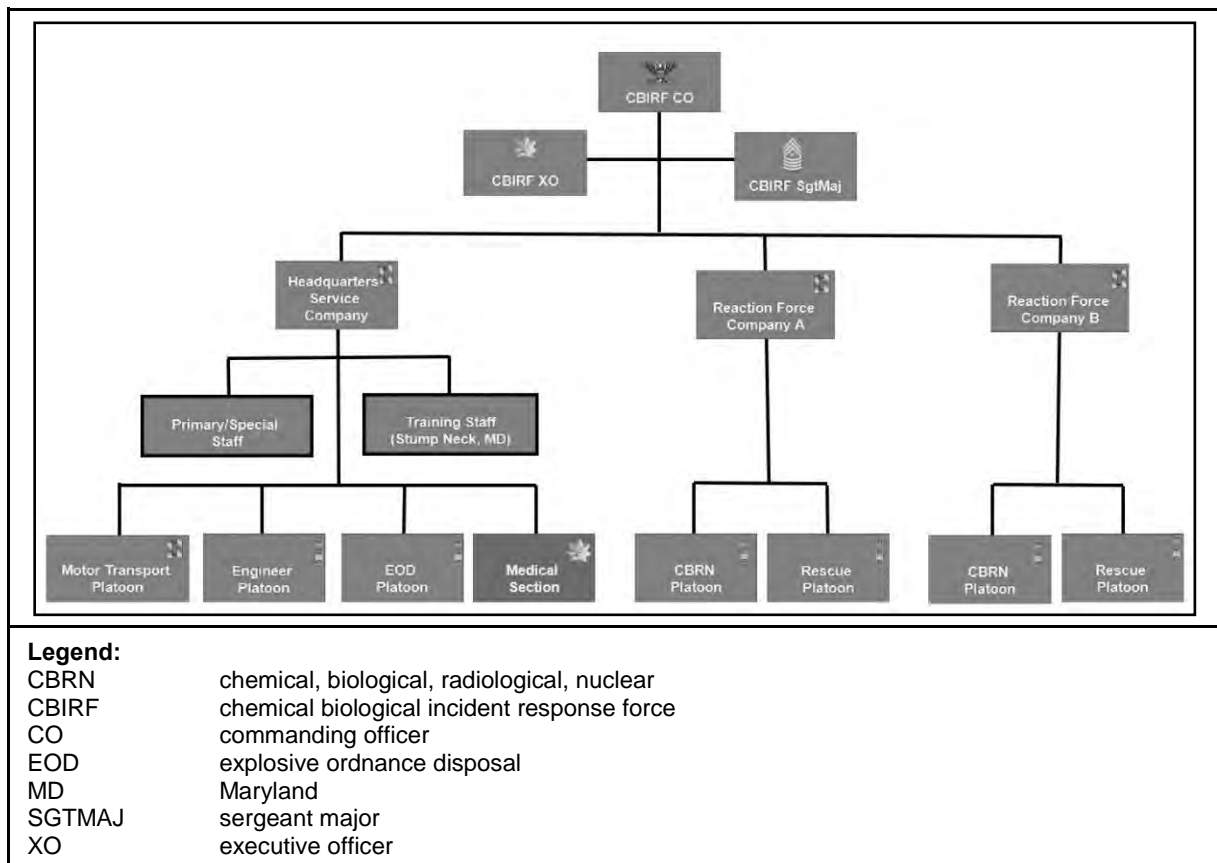 CBIRF CO
CBIRF XO
CBIRF SgtMaj
Headquarters
Service
Company
Reaction Force
Company A
Reaction Force
Company B
Primary/Special
Staff
Training Staff
(Stump Neck, MD)
Motor Transport
Platoon
Engineer
Platoon
EOD
Platoon
Medical
Section
CBRN
Platoon
Rescue
Platoon
CBRN
Platoon
Rescue
Platoon
Legend:
CBRN chemical, biological, radiological, nuclear
CBIRF chemical biological incident response force
CO commanding officer
EOD explosive ordnance disposal
MD Maryland
SGTMAJ sergeant major
XO executive officer